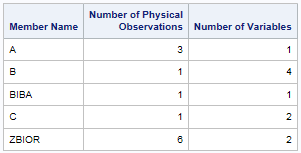 Member Name Number of Physical Observations Number of Variables
A 3 1
B 1 4
BIBA 1 1
C 1 2
ZBIOR 6 2